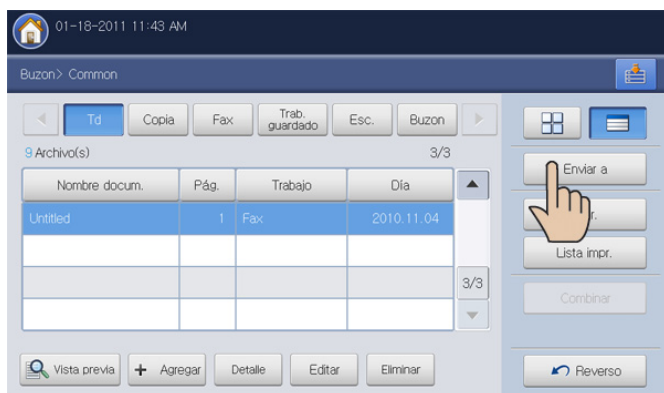 01-18-2011 11:43 AM
Buzon> Common
Td Copia Fax Trab. guardado Esc. Buzon
9 Archivo(s) 3/3
Nombre docum. Pág. Trabajo Día
Untitled 1 Fax 2010.11.04
3/3
Enviar a
r.
Lista impr.
Combinar
Vista previa + Agregar Detalle Editar Eliminar Reverso